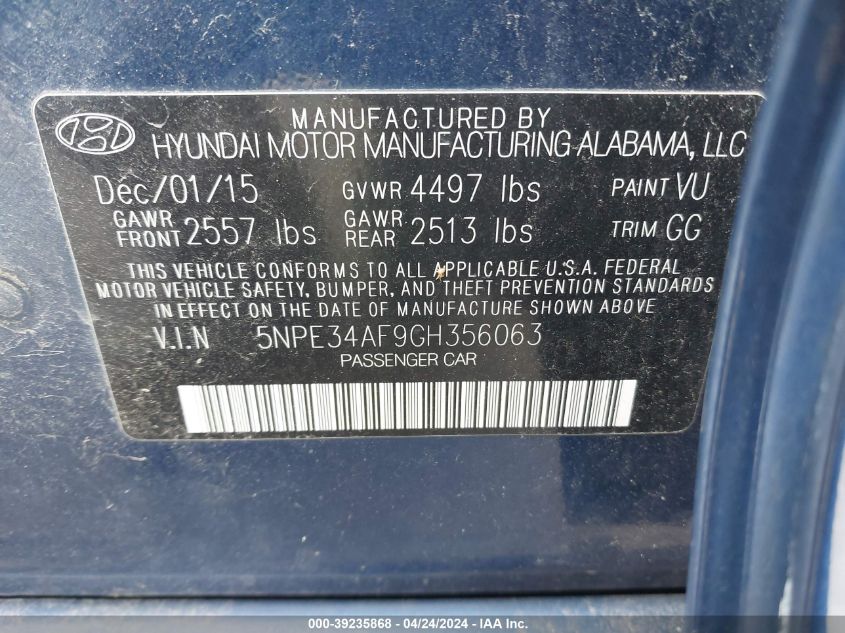 MANUFACTURED BY
HYUNDAI MOTOR MANUFACTURING ALABAMA, LLC
Dec/01/15 GVWR 4497 lbs PAINT VU
GAWR FRONT 2557 lbs GAWR REAR 2513 lbs TRIM GG
THIS VEHICLE CONFORMS TO ALL APPLICABLE U.S.A. FEDERAL
MOTOR VEHICLE SAFETY, BUMPER, AND THEFT PREVENTION STANDARDS
IN EFFECT ON THE DATE OF MANUFACTURE SHOWN ABOVE
V.I.N 5NPE34AF9GH356063
PASSENGER CAR
000-39235868 - 04/24/2024 - IAA Inc.